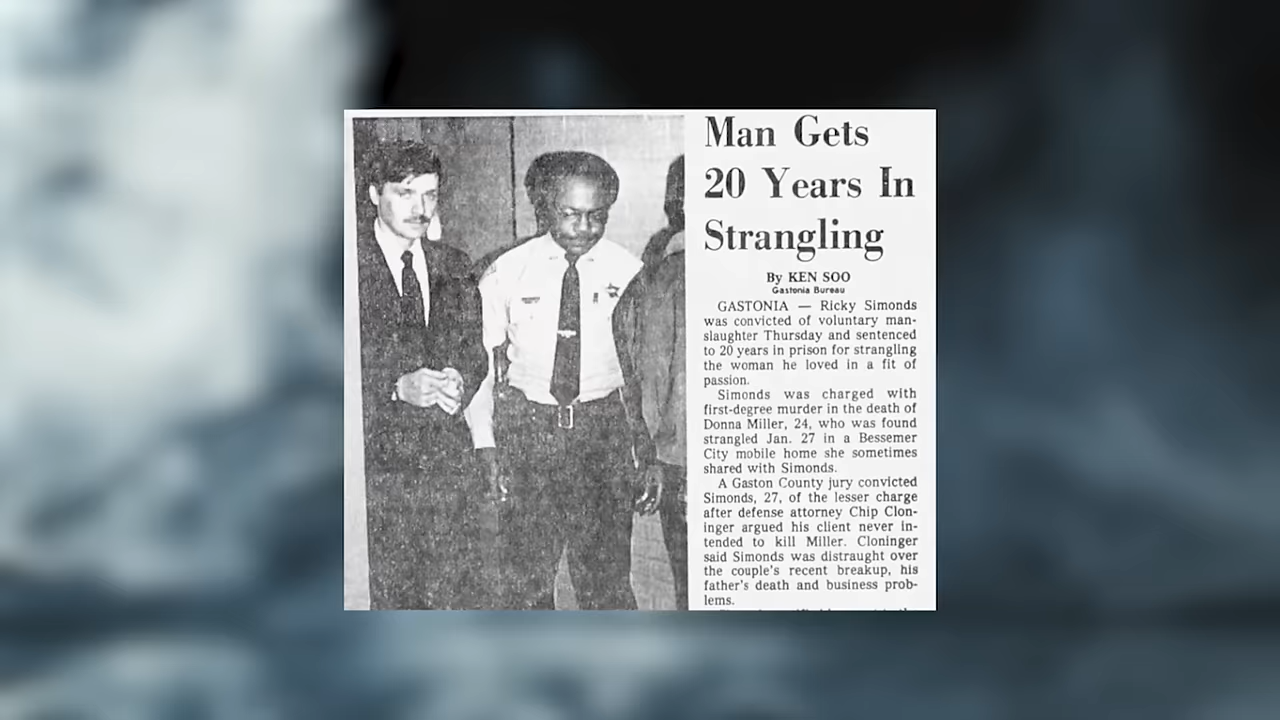 Man Gets
20 Years In
Strangling
By KEN SOO
Gastonia Bureau
GASTONIA — Ricky Simonds
was convicted of voluntary man-
slaughter Thursday and sentenced
to 20 years in prison for strangling
the woman he loved in a fit of
passion.
Simonds was charged with
first-degree murder in the death of
Donna Miller, 24, who was found
strangled Jan. 27 in a Bessemer
City mobile home she sometimes
shared with Simonds.
A Gaston County jury convicted
Simonds, 27, of the lesser charge
after defense attorney Chip Clon-
inger argued his client never in-
tended to kill Miller. Cloninger
said Simonds was distraught over
the couple's recent breakup, his
father's death and business prob-
lems.